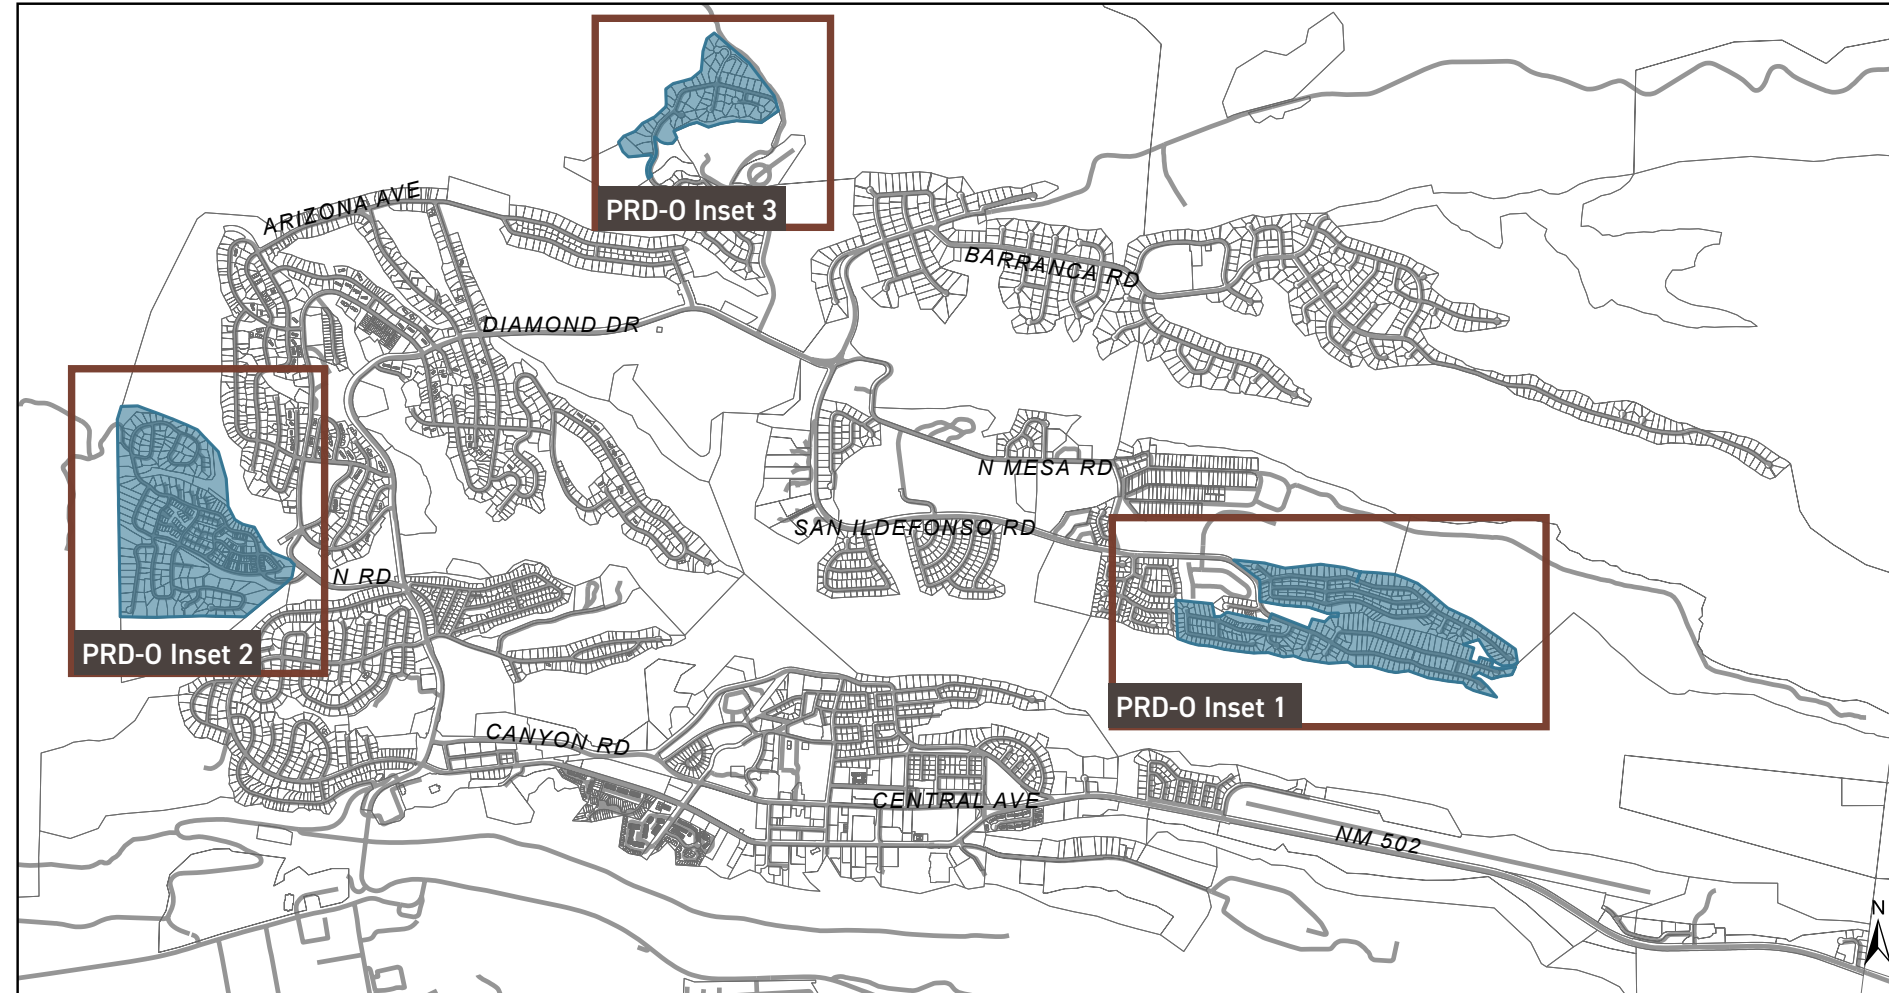 PRD-O Inset 3
ARIZONA AVE
BARRANCA RD
DIAMOND DR
N MESA RD
SAN ILDEFONSO RD
N RD
PRD-O Inset 2
PRD-O Inset 1
CANYON RD
CENTRAL AVE
NM 502
N